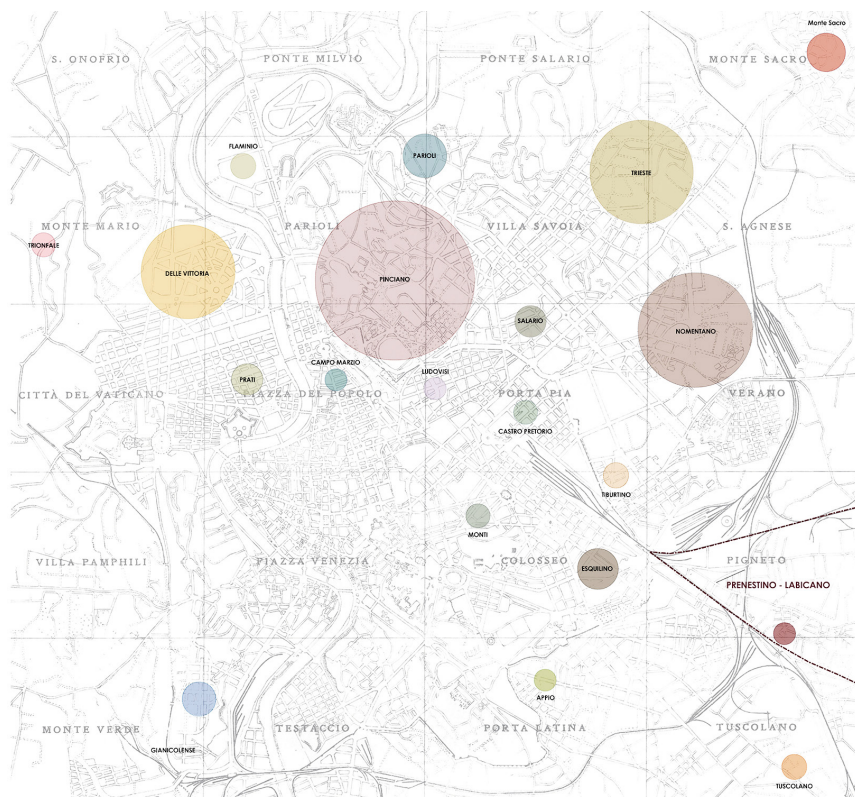 Monte Sacro
S. ONOFRIO
PONTE MILVIO
PONTE SALARIO
MONTE SACRO
FLAMINIO
PARIOLI
TRIESTE
MONTE MARIO
PARIOLI
VILLA SAVOIA
S. AGNESE
TRIONFALE
DELLE VITTORIA
PINCIANO
SALARIO
NOMENTANO
CAMPO MARZIO
LUDOVISI
PRATI
CITTÀ DEL VATICANO
PIAZZA DEL POPOLO
PORTA PIA
VERANO
CASTRO PRETORIO
TIBURTINO
MONTI
VILLA PAMPHILI
PIAZZA VENEZIA
COLOSSEO
PIGNETO
ESQUILINO
PRENESTINO - LABICANO
APPIO
MONTE VERDE
TESTACCIO
PORTA LATINA
TUSCOLANO
GIANICOLENSE
TUSCOLANO